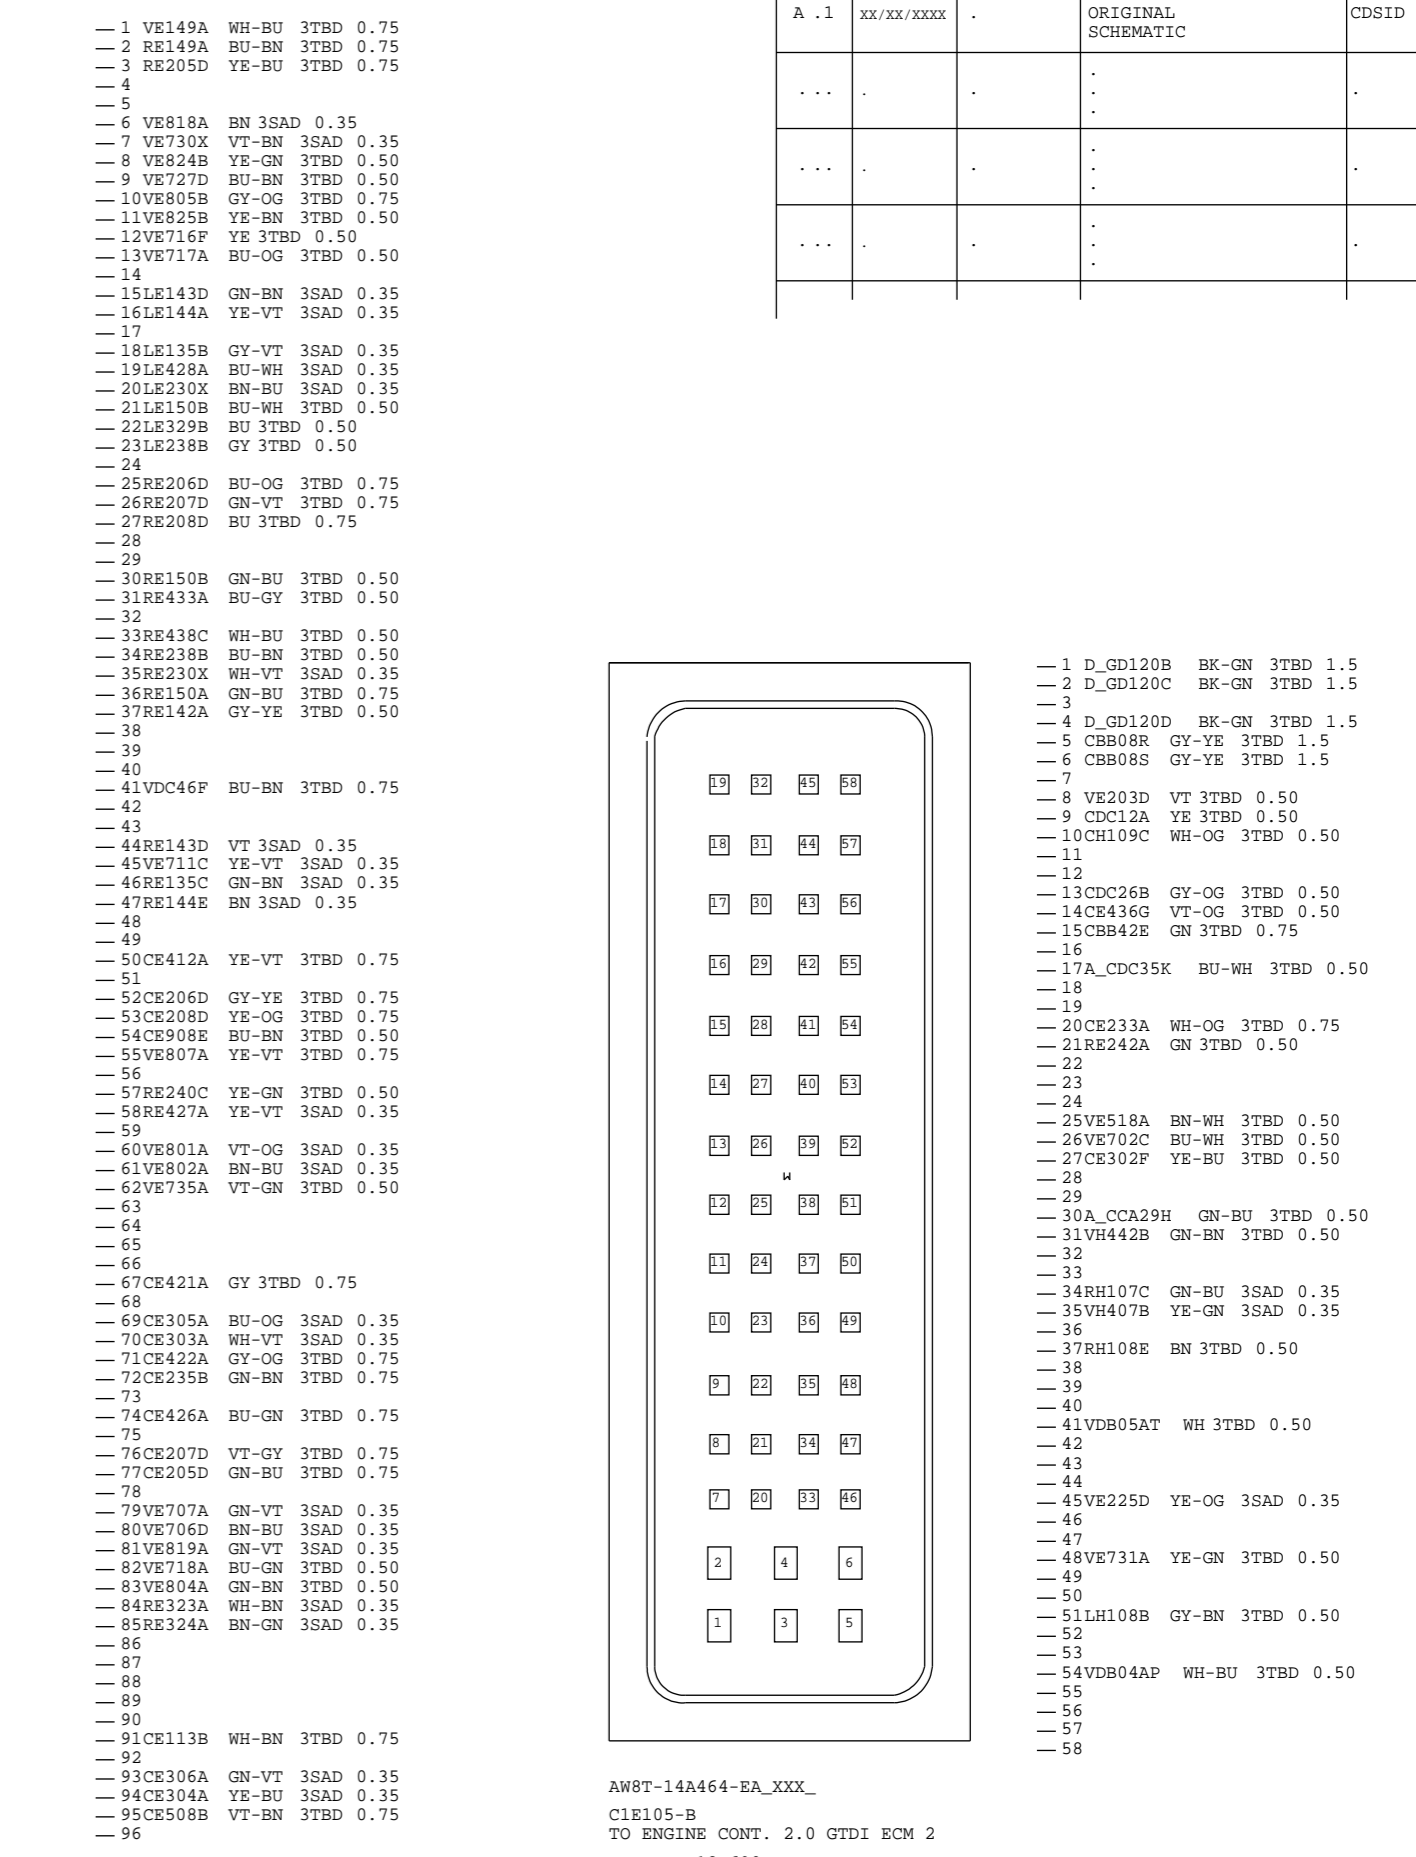 — 1 VE149A WH-BU 3TBD 0.75
— 2 RE149A BU-BN 3TBD 0.75
— 3 RE205D YE-BU 3TBD 0.75
— 4
— 5
— 6 VE818A BN 3SAD 0.35
— 7 VE730X VT-BN 3SAD 0.35
— 8 VE824B YE-GN 3TBD 0.50
— 9 VE727D BU-BN 3TBD 0.50
— 10VE805B GY-OG 3TBD 0.75
— 11VE825B YE-BN 3TBD 0.50
— 12VE716F YE 3TBD 0.50
— 13VE717A BU-OG 3TBD 0.50
— 14
— 15LE143D GN-BN 3SAD 0.35
— 16LE144A YE-VT 3SAD 0.35
— 17
— 18LE135B GY-VT 3SAD 0.35
— 19LE428A BU-WH 3SAD 0.35
— 20LE230X BN-BU 3SAD 0.35
— 21LE150B BU-WH 3TBD 0.50
— 22LE329B BU 3TBD 0.50
— 23LE238B GY 3TBD 0.50
— 24
— 25RE206D BU-OG 3TBD 0.75
— 26RE207D GN-VT 3TBD 0.75
— 27RE208D BU 3TBD 0.75
— 28
— 29
— 30RE150B GN-BU 3TBD 0.50
— 31RE433A BU-GY 3TBD 0.50
— 32
— 33RE438C WH-BU 3TBD 0.50
— 34RE238B BU-BN 3TBD 0.50
— 35RE230X WH-VT 3SAD 0.35
— 36RE150A GN-BU 3TBD 0.75
— 37RE142A GY-YE 3TBD 0.50
— 38
— 39
— 40
— 41VDC46F BU-BN 3TBD 0.75
— 42
— 43
— 44RE143D VT 3SAD 0.35
— 45VE711C YE-VT 3SAD 0.35
— 46RE135C GN-BN 3SAD 0.35
— 47RE144E BN 3SAD 0.35
— 48
— 49
— 50CE412A YE-VT 3TBD 0.75
— 51
— 52CE206D GY-YE 3TBD 0.75
— 53CE208D YE-OG 3TBD 0.75
— 54CE908E BU-BN 3TBD 0.50
— 55VE807A YE-VT 3TBD 0.75
— 56
— 57RE240C YE-GN 3TBD 0.50
— 58RE427A YE-VT 3SAD 0.35
— 59
— 60VE801A VT-OG 3SAD 0.35
— 61VE802A BN-BU 3SAD 0.35
— 62VE735A VT-GN 3TBD 0.50
— 63
— 64
— 65
— 66
— 67CE421A GY 3TBD 0.75
— 68
— 69CE305A BU-OG 3SAD 0.35
— 70CE303A WH-VT 3SAD 0.35
— 71CE422A GY-OG 3TBD 0.75
— 72CE235B GN-BN 3TBD 0.75
— 73
— 74CE426A BU-GN 3TBD 0.75
— 75
— 76CE207D VT-GY 3TBD 0.75
— 77CE205D GN-BU 3TBD 0.75
— 78
— 79VE707A GN-VT 3SAD 0.35
— 80VE706D BN-BU 3SAD 0.35
— 81VE819A GN-VT 3SAD 0.35
— 82VE718A BU-GN 3TBD 0.50
— 83VE804A GN-BN 3TBD 0.50
— 84RE323A WH-BN 3SAD 0.35
— 85RE324A BN-GN 3SAD 0.35
— 86
— 87
— 88
— 89
— 90
— 91CE113B WH-BN 3TBD 0.75
— 92
— 93CE306A GN-VT 3SAD 0.35
— 94CE304A YE-BU 3SAD 0.35
— 95CE508B VT-BN 3TBD 0.75
— 96
A .1 XX/XX/XXXX . ORIGINAL CDSID
SCHEMATIC
.
... . . . .
.
.
... . . . .
.
.
... . . . .
.
19 32 45 58
18 31 44 57
17 30 43 56
16 29 42 55
15 28 41 54
14 27 40 53
13 26 39 52
12 25 38 51
11 24 37 50
10 23 36 49
9 22 35 48
8 21 34 47
7 20 33 46
2 4 6
1 3 5
AW8T-14A464-EA_XXX_
C1E105-B
TO ENGINE CONT. 2.0 GTDI ECM 2
— 1 D_GD120B BK-GN 3TBD 1.5
— 2 D_GD120C BK-GN 3TBD 1.5
— 3
— 4 D_GD120D BK-GN 3TBD 1.5
— 5 CBB08R GY-YE 3TBD 1.5
— 6 CBB08S GY-YE 3TBD 1.5
— 7
— 8 VE203D VT 3TBD 0.50
— 9 CDC12A YE 3TBD 0.50
— 10CH109C WH-OG 3TBD 0.50
— 11
— 12
— 13CDC26B GY-OG 3TBD 0.50
— 14CE436G VT-OG 3TBD 0.50
— 15CBB42E GN 3TBD 0.75
— 16
— 17A_CDC35K BU-WH 3TBD 0.50
— 18
— 19
— 20CE233A WH-OG 3TBD 0.75
— 21RE242A GN 3TBD 0.50
— 22
— 23
— 24
— 25VE518A BN-WH 3TBD 0.50
— 26VE702C BU-WH 3TBD 0.50
— 27CE302F YE-BU 3TBD 0.50
— 28
— 29
— 30A_CCA29H GN-BU 3TBD 0.50
— 31VH442B GN-BN 3TBD 0.50
— 32
— 33
— 34RH107C GN-BU 3SAD 0.35
— 35VH407B YE-GN 3SAD 0.35
— 36
— 37RH108E BN 3TBD 0.50
— 38
— 39
— 40
— 41VDB05AT WH 3TBD 0.50
— 42
— 43
— 44
— 45VE225D YE-OG 3SAD 0.35
— 46
— 47
— 48VE731A YE-GN 3TBD 0.50
— 49
— 50
— 51LH108B GY-BN 3TBD 0.50
— 52
— 53
— 54VDB04AP WH-BU 3TBD 0.50
— 55
— 56
— 57
— 58